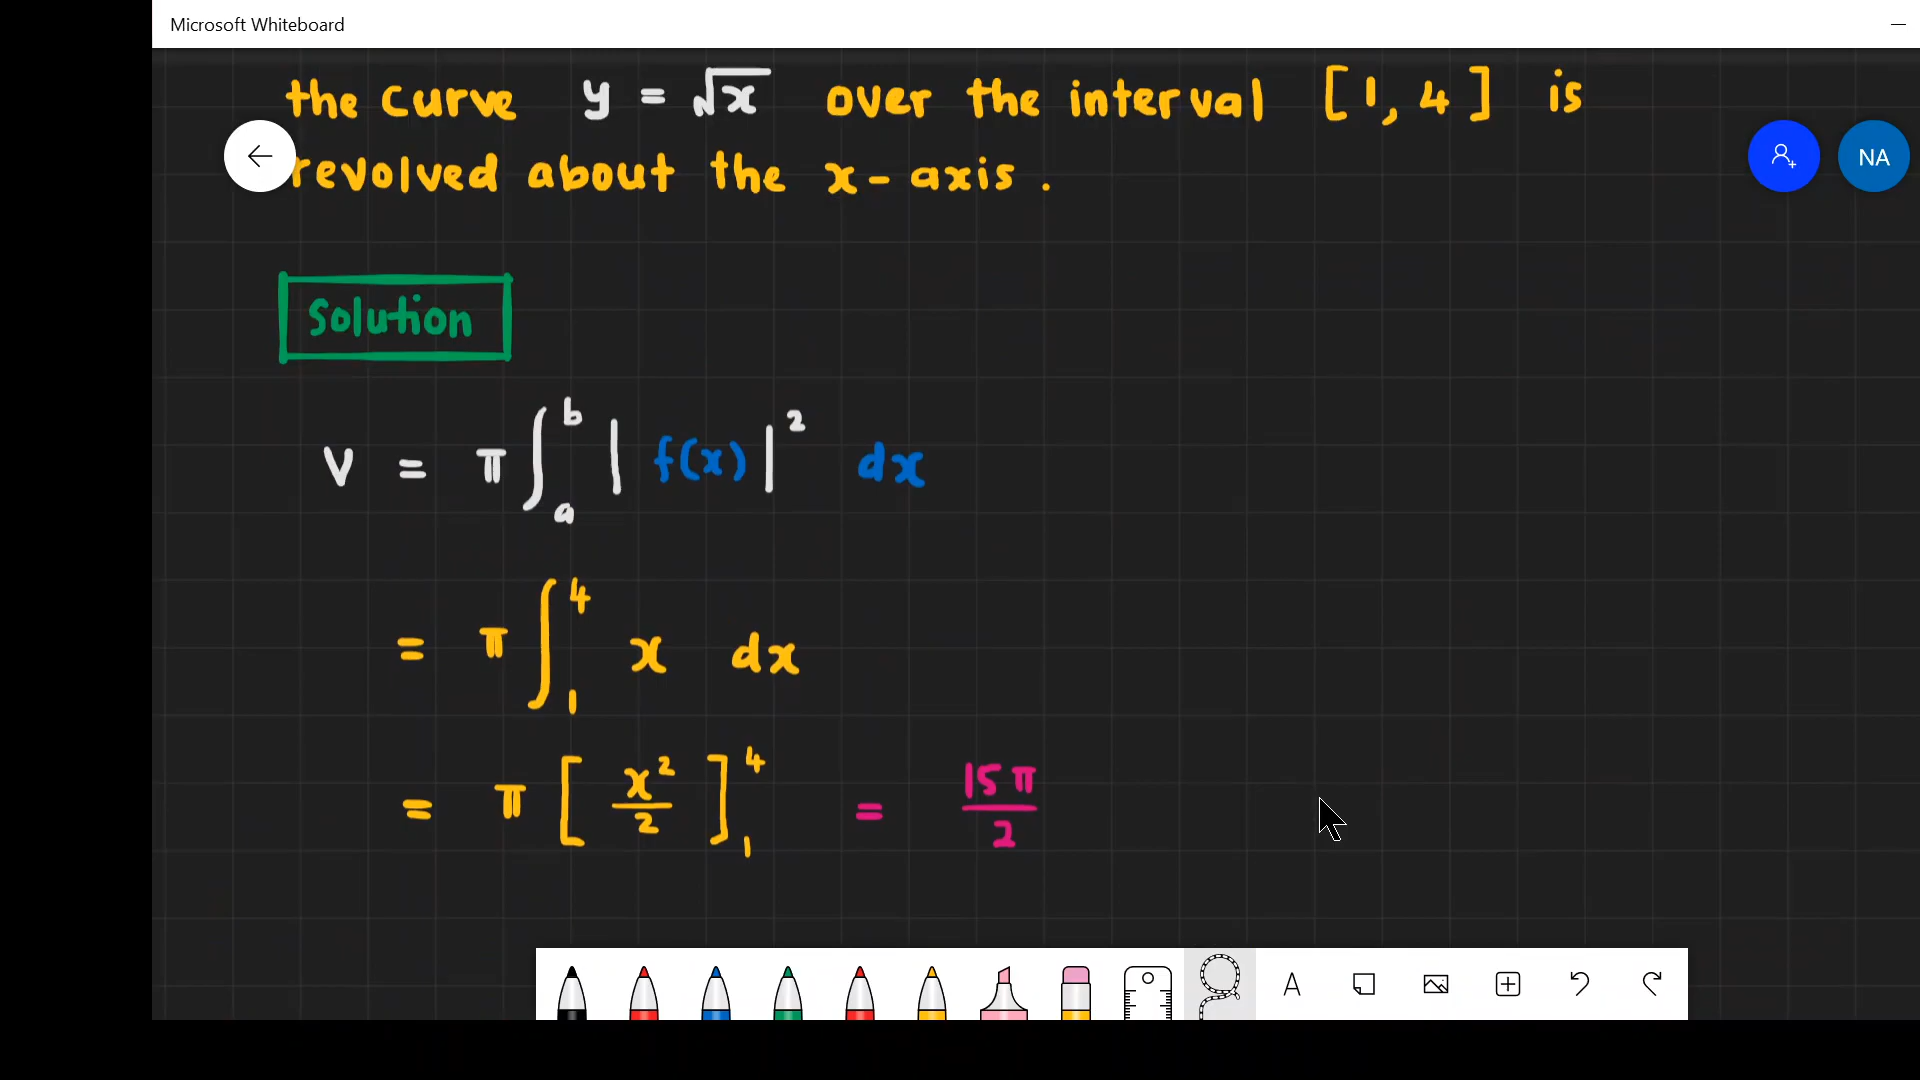 Microsoft Whiteboard
the curve y = √x over the interval [1, 4] is
revolved about the x-axis.
NA
Solution
V = π ∫_a^b |f(x)|² dx
= π ∫_1^4 x dx
= π [x²/2]_1^4 = 15π/2
A